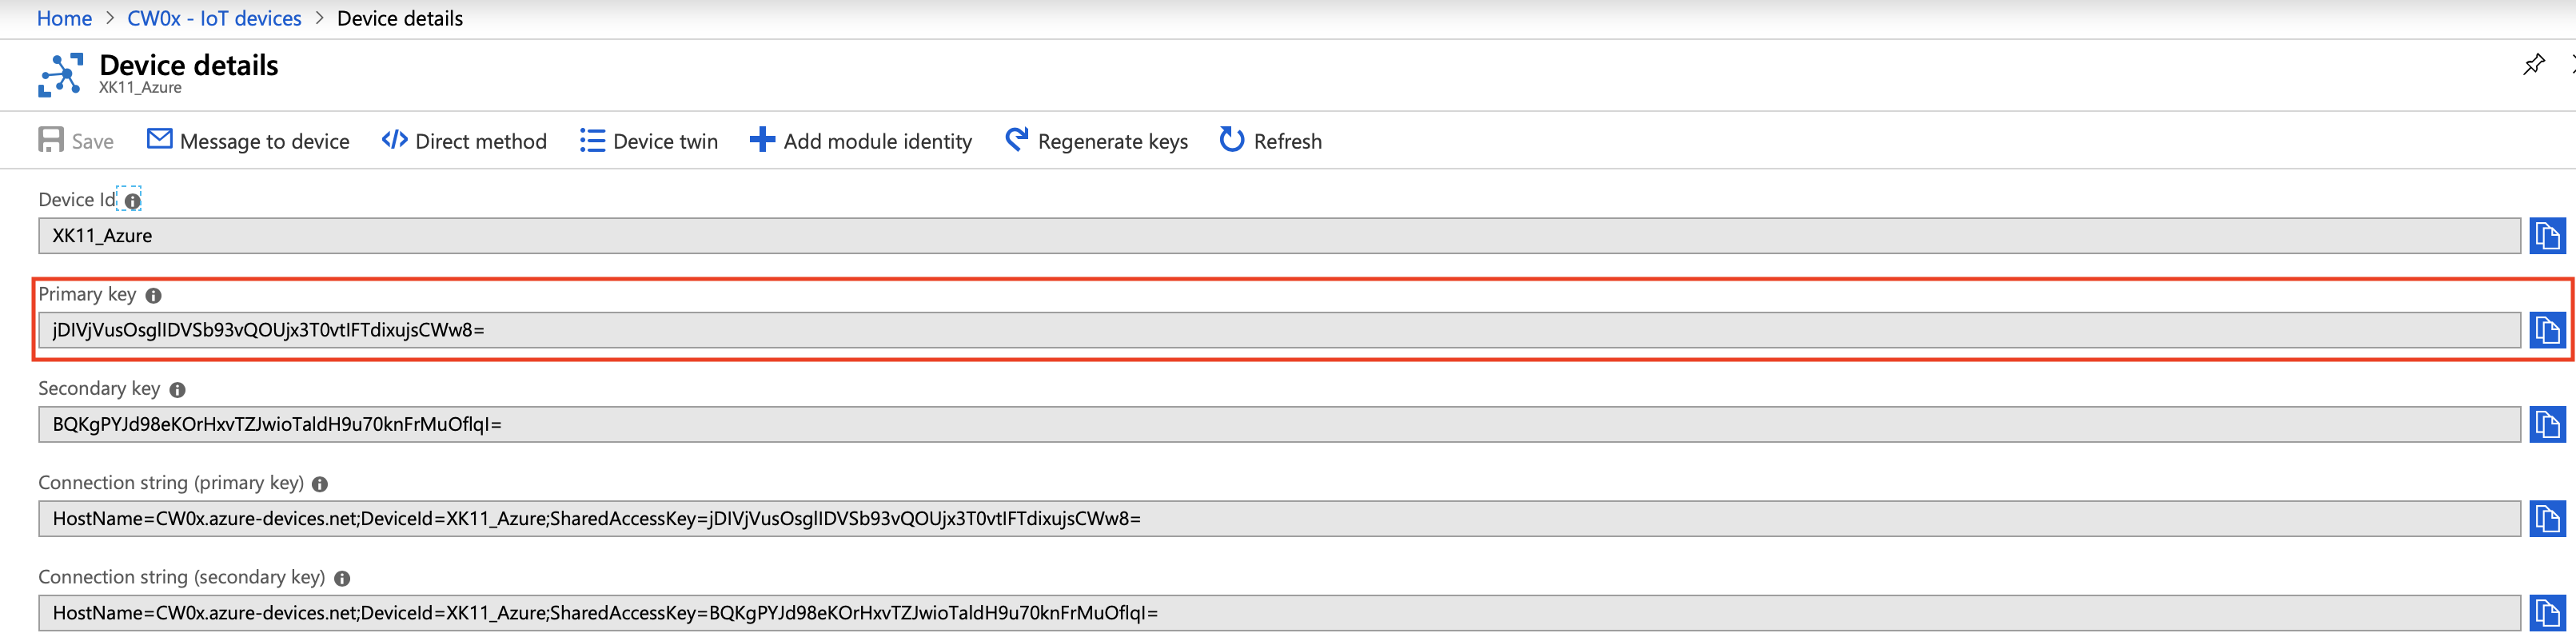 Home > CW0x - IoT devices > Device details
Device details
XK11_Azure
Save Message to device Direct method Device twin Add module identity Regenerate keys Refresh
Device Id
XK11_Azure
Primary key
jDIVjVusOsglIDVSb93vQOUjx3T0vtIFTdixujsCWw8=
Secondary key
BQKgPYJd98eKOrHxvTZJwioTaldH9u70knFrMuOflqI=
Connection string (primary key)
HostName=CW0x.azure-devices.net;DeviceId=XK11_Azure;SharedAccessKey=jDIVjVusOsglIDVSb93vQOUjx3T0vtIFTdixujsCWw8=
Connection string (secondary key)
HostName=CW0x.azure-devices.net;DeviceId=XK11_Azure;SharedAccessKey=BQKgPYJd98eKOrHxvTZJwioTaldH9u70knFrMuOflqI=